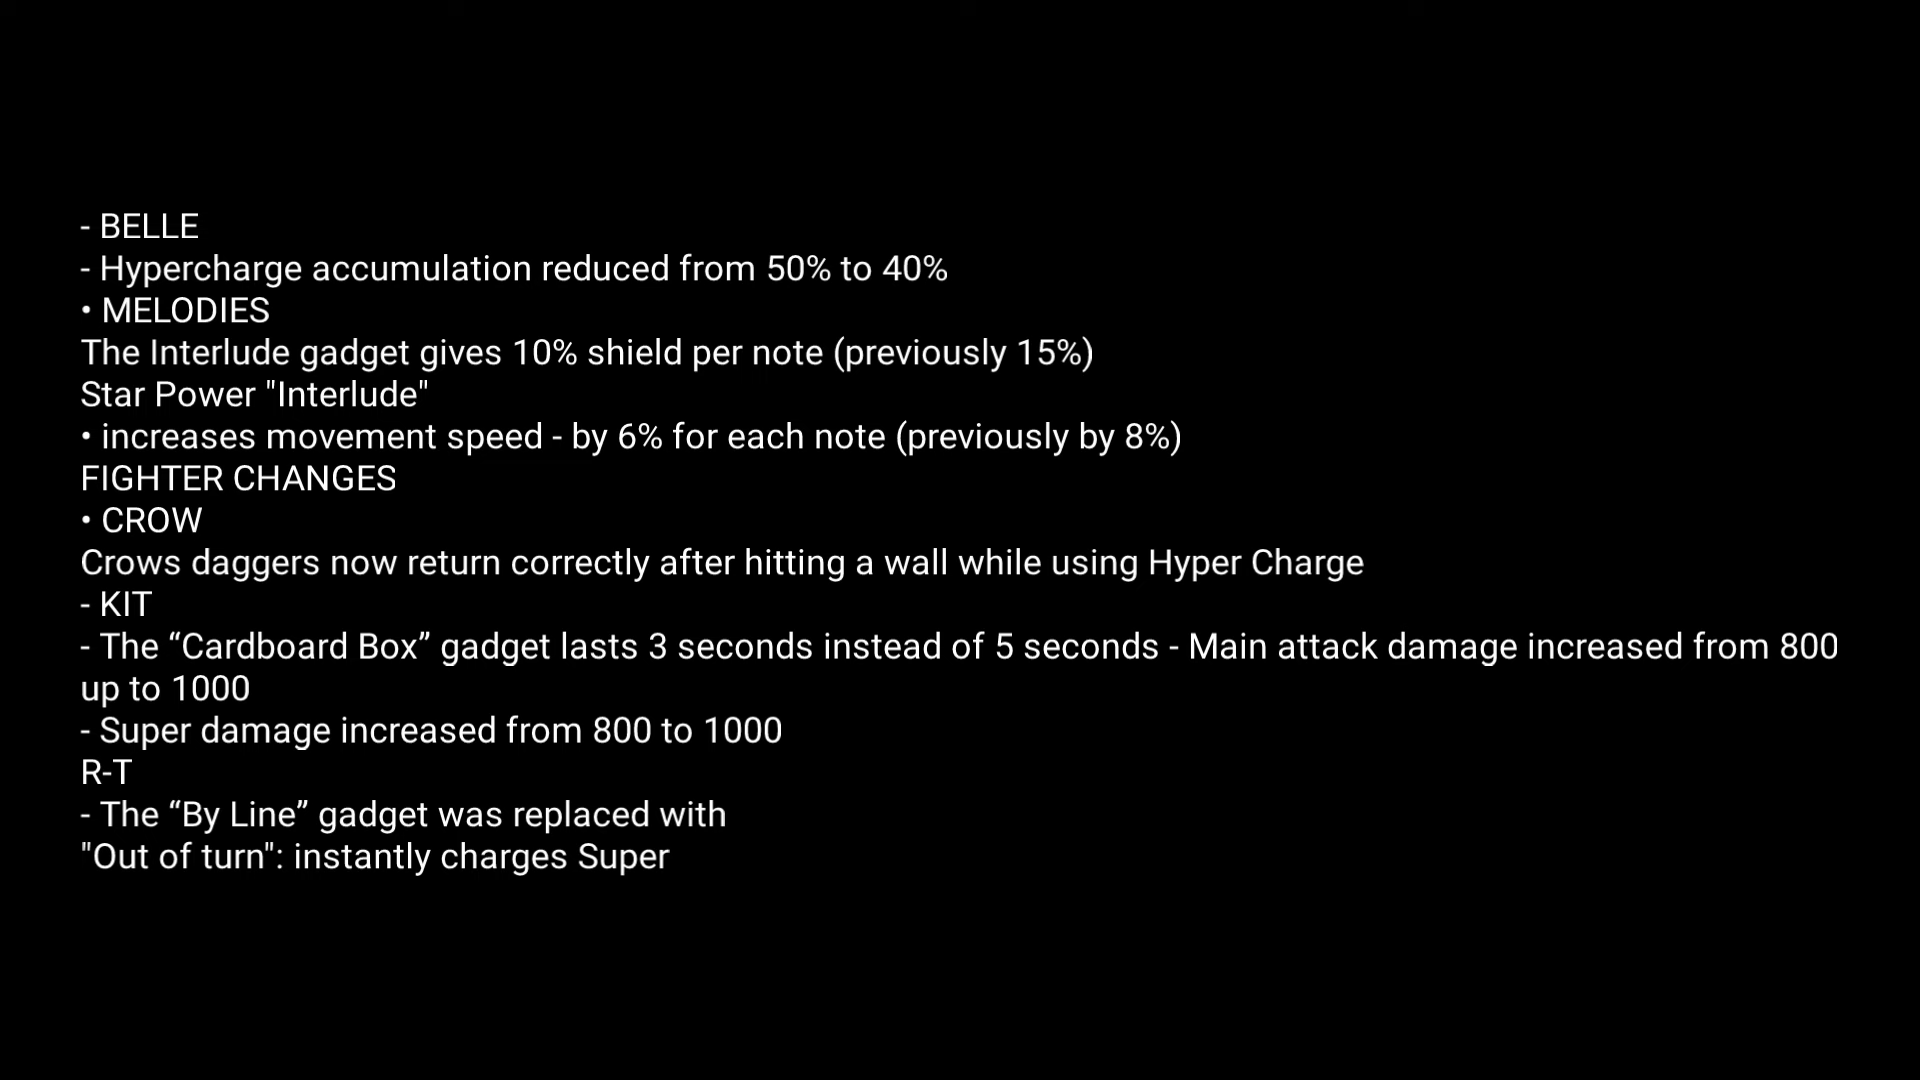 - BELLE
- Hypercharge accumulation reduced from 50% to 40%
• MELODIES
The Interlude gadget gives 10% shield per note (previously 15%)
Star Power "Interlude"
• increases movement speed - by 6% for each note (previously by 8%)
FIGHTER CHANGES
• CROW
Crows daggers now return correctly after hitting a wall while using Hyper Charge
- KIT
- The “Cardboard Box” gadget lasts 3 seconds instead of 5 seconds - Main attack damage increased from 800
up to 1000
- Super damage increased from 800 to 1000
R-T
- The “By Line” gadget was replaced with
"Out of turn": instantly charges Super